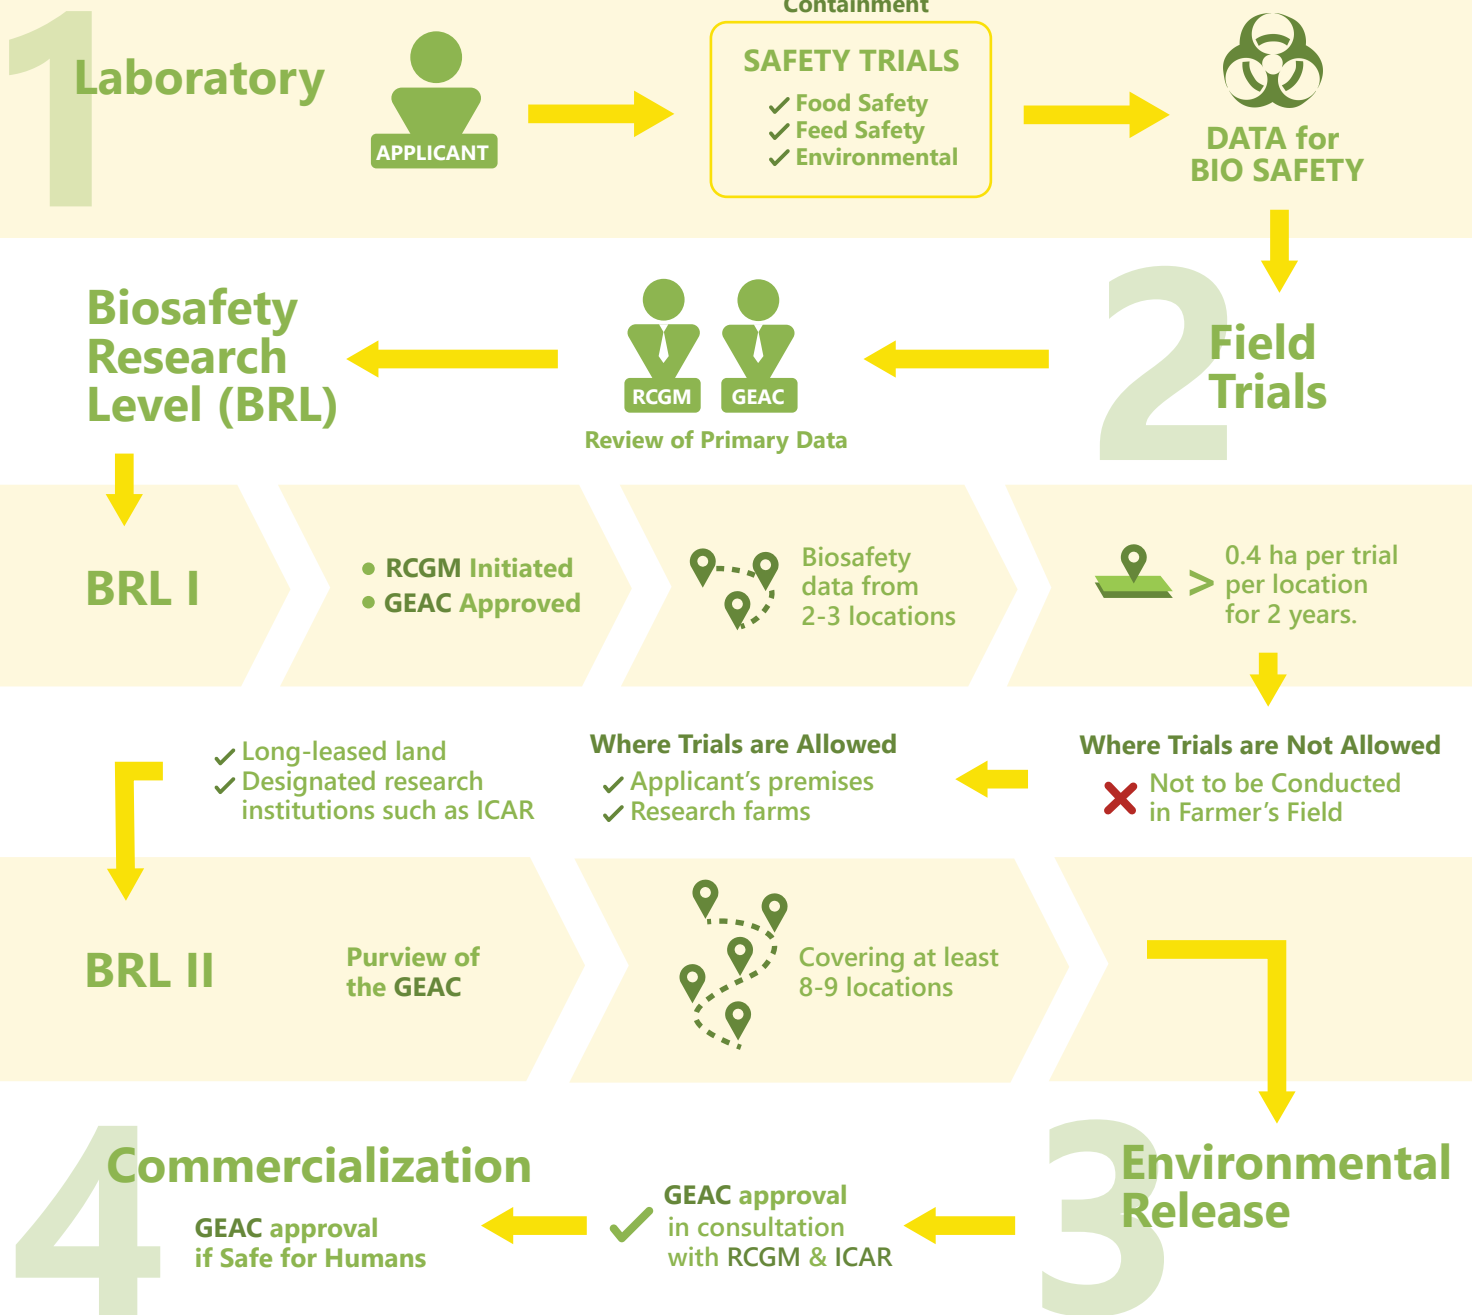 Containment
1
Laboratory
APPLICANT
SAFETY TRIALS
Food Safety
Feed Safety
Environmental
DATA for
BIO SAFETY
2
Field
Trials
RCGM
GEAC
Review of Primary Data
Biosafety
Research
Level (BRL)
BRL I
RCGM Initiated
GEAC Approved
Biosafety
data from
2-3 locations
>
0.4 ha per trial
per location
for 2 years.
Where Trials are Not Allowed
Not to be Conducted
in Farmer's Field
Where Trials are Allowed
Applicant's premises
Research farms
Long-leased land
Designated research
institutions such as ICAR
BRL II
Purview of
the GEAC
Covering at least
8-9 locations
3
Environmental
Release
GEAC approval
in consultation
with RCGM & ICAR
4
Commercialization
GEAC approval
if Safe for Humans